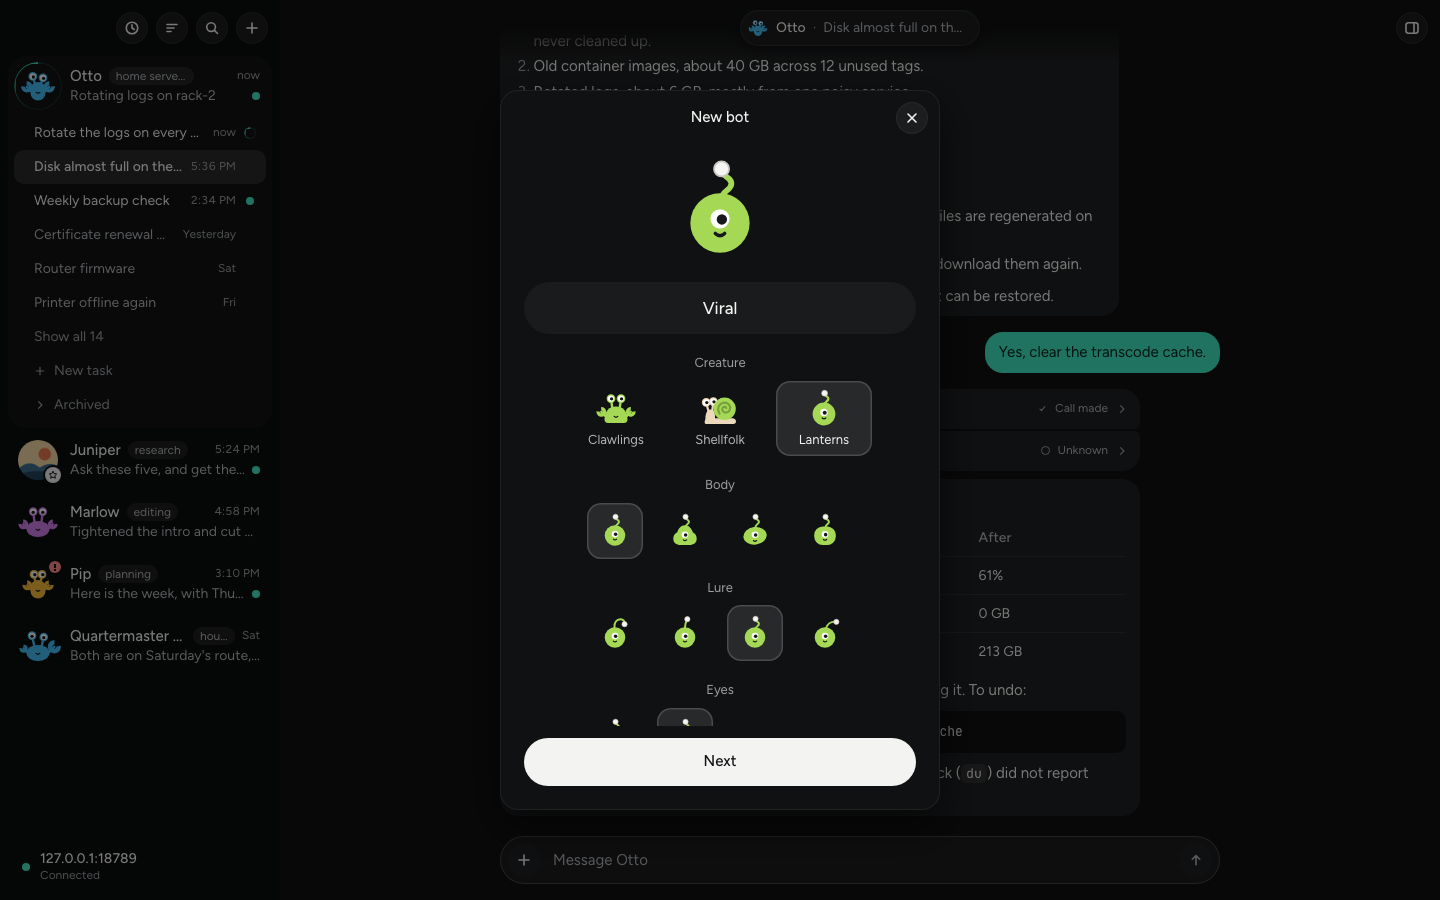 Otto · Disk almost full on th...
Otto home serve... now
Rotating logs on rack-2
Rotate the logs on every ... now
Disk almost full on the... 5:36 PM
Weekly backup check 2:34 PM
Certificate renewal ... Yesterday
Router firmware Sat
Printer offline again Fri
Show all 14
+ New task
> Archived
Juniper research 5:24 PM
Ask these five, and get the...
Marlow editing 4:58 PM
Tightened the intro and cut ...
Pip planning 3:10 PM
Here is the week, with Thu...
Quartermaster ... hou... Sat
Both are on Saturday's route,...
127.0.0.1:18789
Connected
never cleaned up.
2. Old container images, about 40 GB across 12 unused tags.
iles are regenerated on
download them again.
can be restored.
Yes, clear the transcode cache.
Call made
Unknown
After
61%
0 GB
213 GB
g it. To undo:
che
ck ( du ) did not report
Message Otto
New bot
Viral
Creature
Clawlings Shellfolk Lanterns
Body
Lure
Eyes
Next